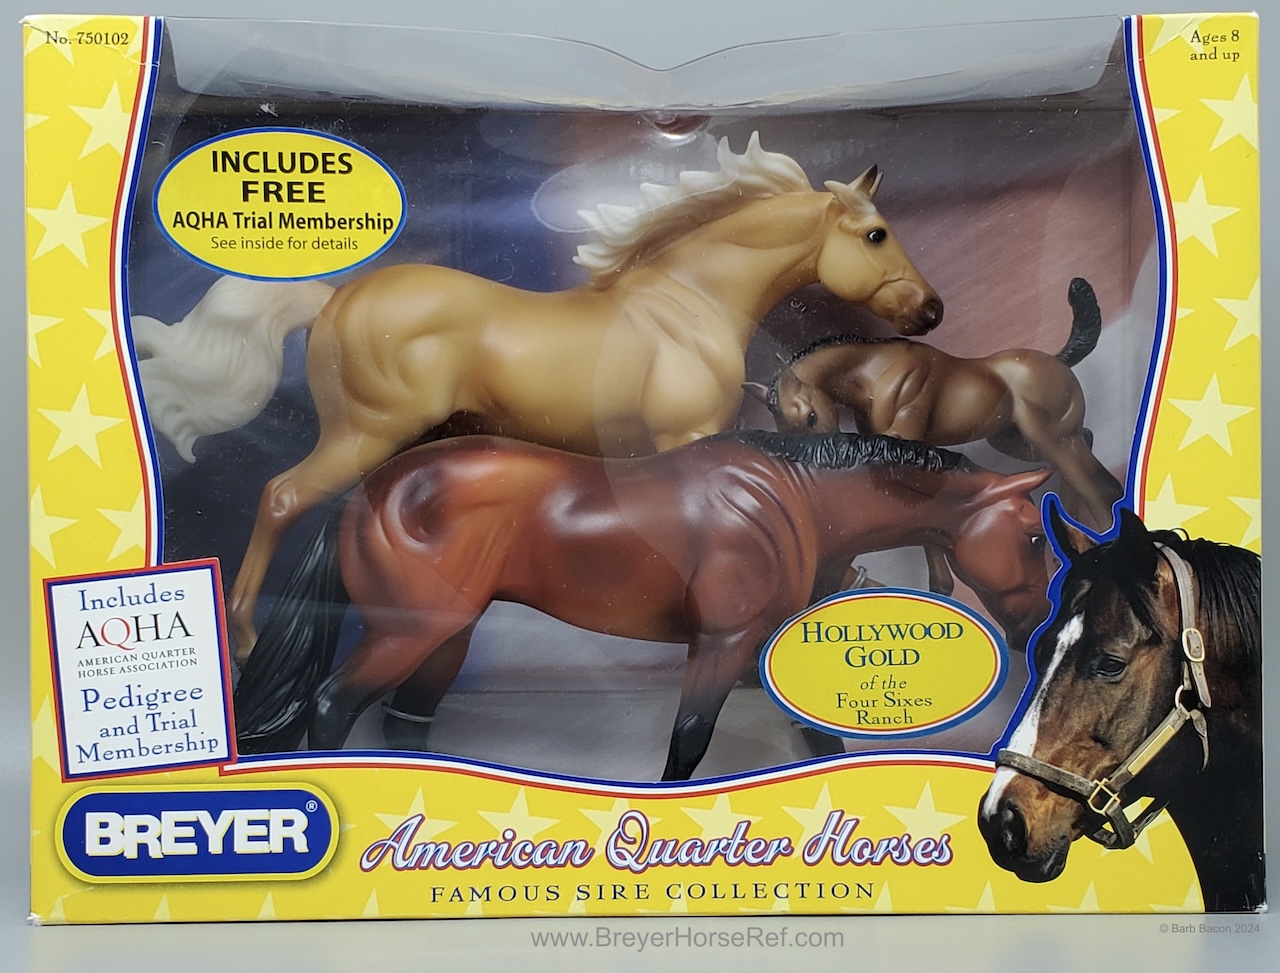 No. 750102
Ages 8
and up
INCLUDES
FREE
AQHA Trial Membership
See inside for details
Includes
AQHA
AMERICAN QUARTER
HORSE ASSOCIATION
Pedigree
and Trial
Membership
HOLLYWOOD
GOLD
of the
Four Sixes
Ranch
BREYER®
American Quarter Horses
FAMOUS SIRE COLLECTION
www.BreyerHorseRef.com
© Barb Bacon 2024